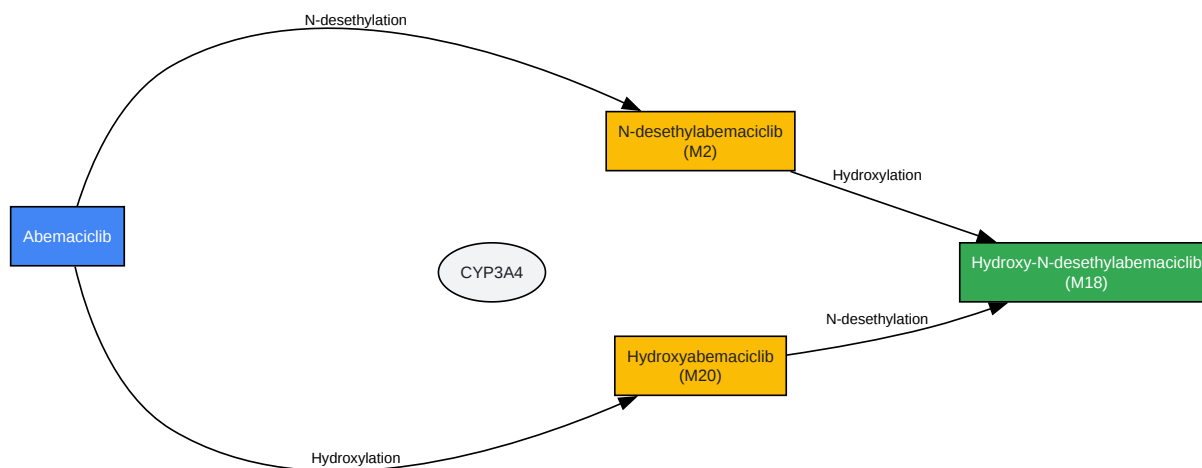 N-desethylation
N-desethylabemaciclib
(M2)
Hydroxylation
Abemaciclib
CYP3A4
Hydroxy-N-desethylabemaciclib
(M18)
N-desethylation
Hydroxyabemaciclib
(M20)
Hydroxylation